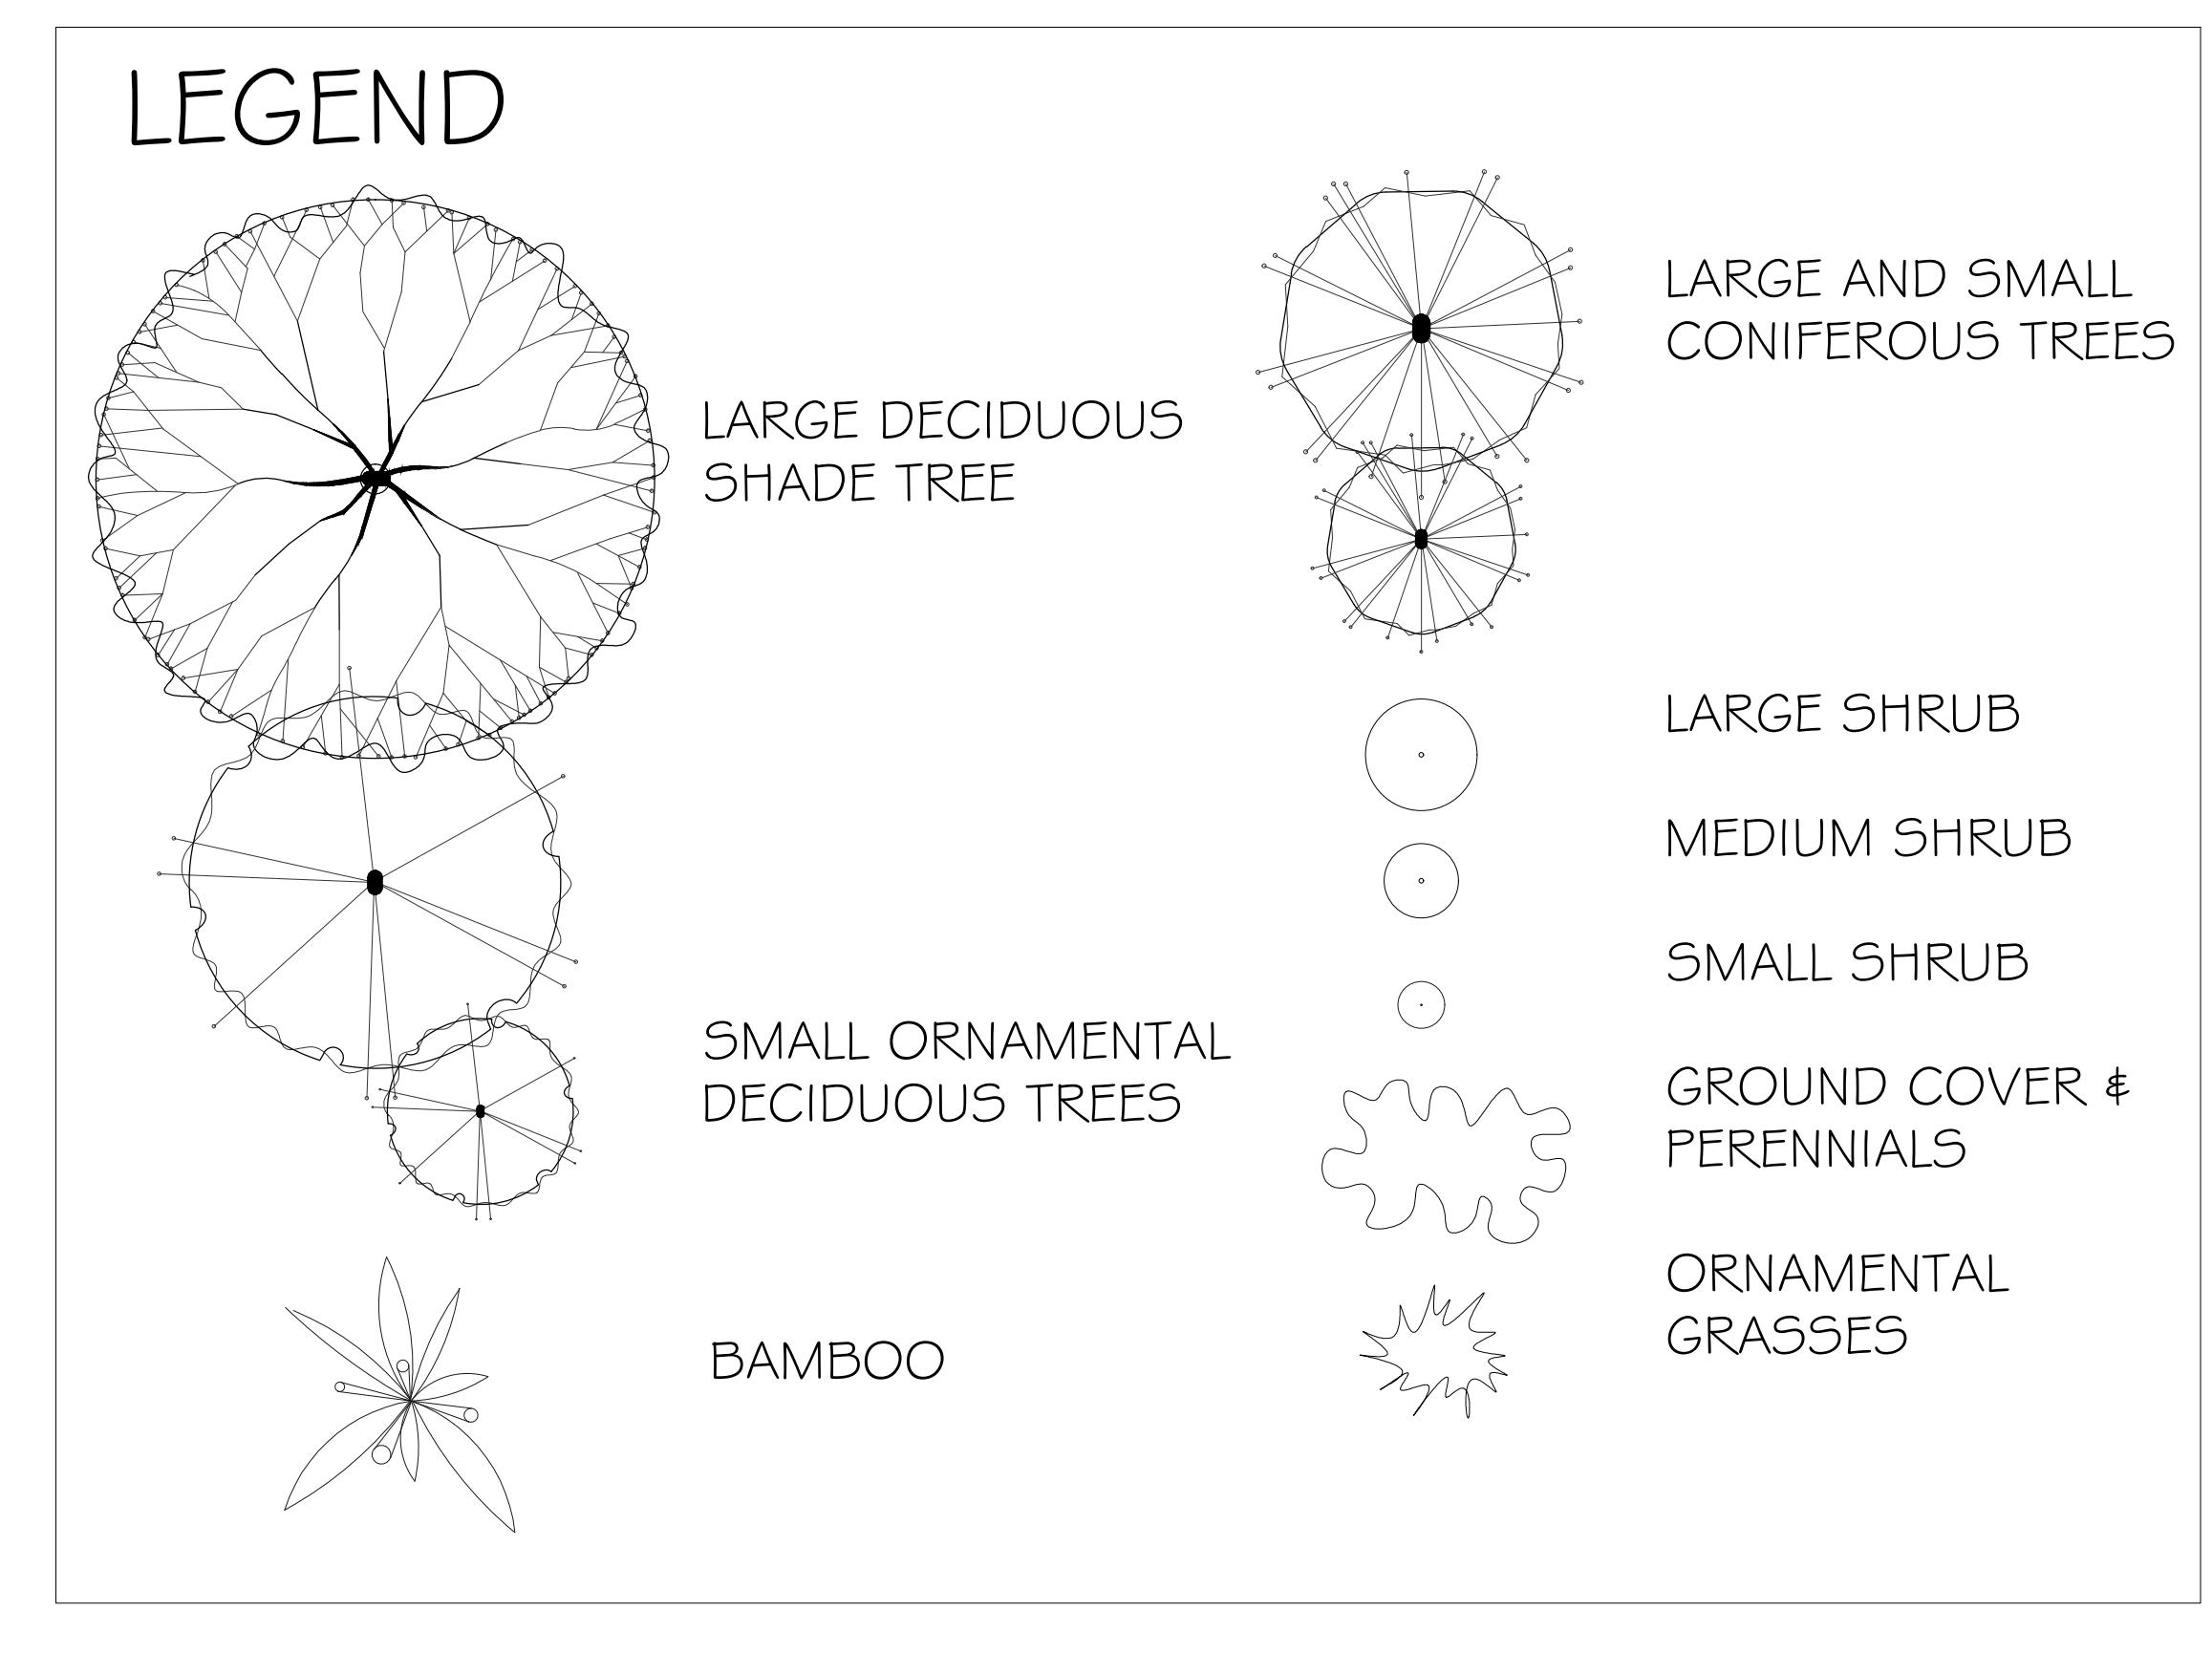 LEGEND
LARGE DECIDUOUS
SHADE TREE
SMALL ORNAMENTAL
DECIDUOUS TREES
BAMBOO
LARGE AND SMALL
CONIFEROUS TREES
LARGE SHRUB
MEDIUM SHRUB
SMALL SHRUB
GROUND COVER &
PERENNIALS
ORNAMENTAL
GRASSES